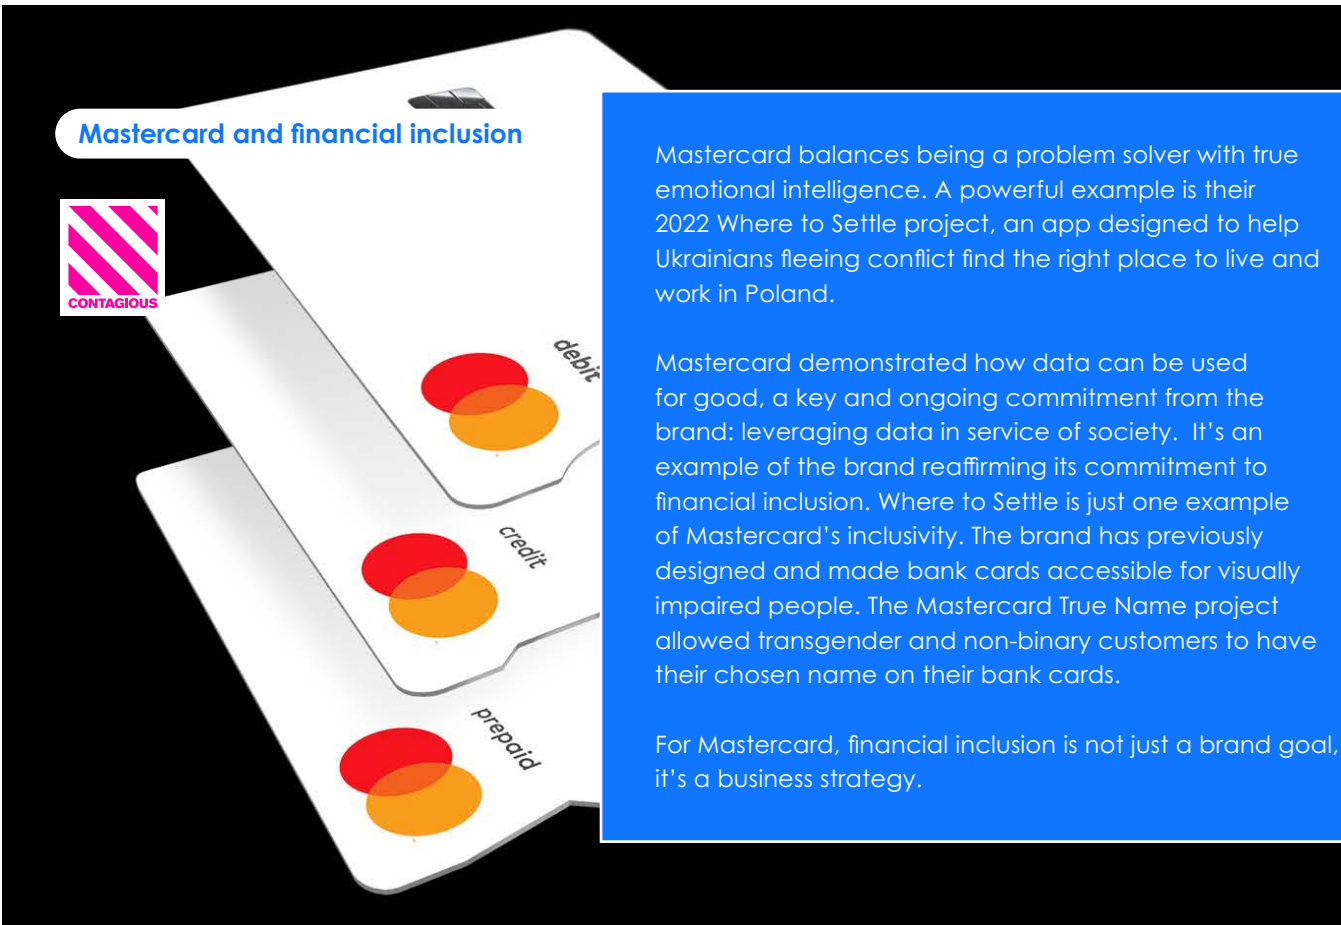 Mastercard and financial inclusion
CONTAGIOUS
debit
credit
prepaid
Mastercard balances being a problem solver with true
emotional intelligence. A powerful example is their
2022 Where to Settle project, an app designed to help
Ukrainians fleeing conflict find the right place to live and
work in Poland.
Mastercard demonstrated how data can be used
for good, a key and ongoing commitment from the
brand: leveraging data in service of society.  It’s an
example of the brand reaffirming its commitment to
financial inclusion. Where to Settle is just one example
of Mastercard’s inclusivity. The brand has previously
designed and made bank cards accessible for visually
impaired people. The Mastercard True Name project
allowed transgender and non-binary customers to have
their chosen name on their bank cards.
For Mastercard, financial inclusion is not just a brand goal,
it’s a business strategy.